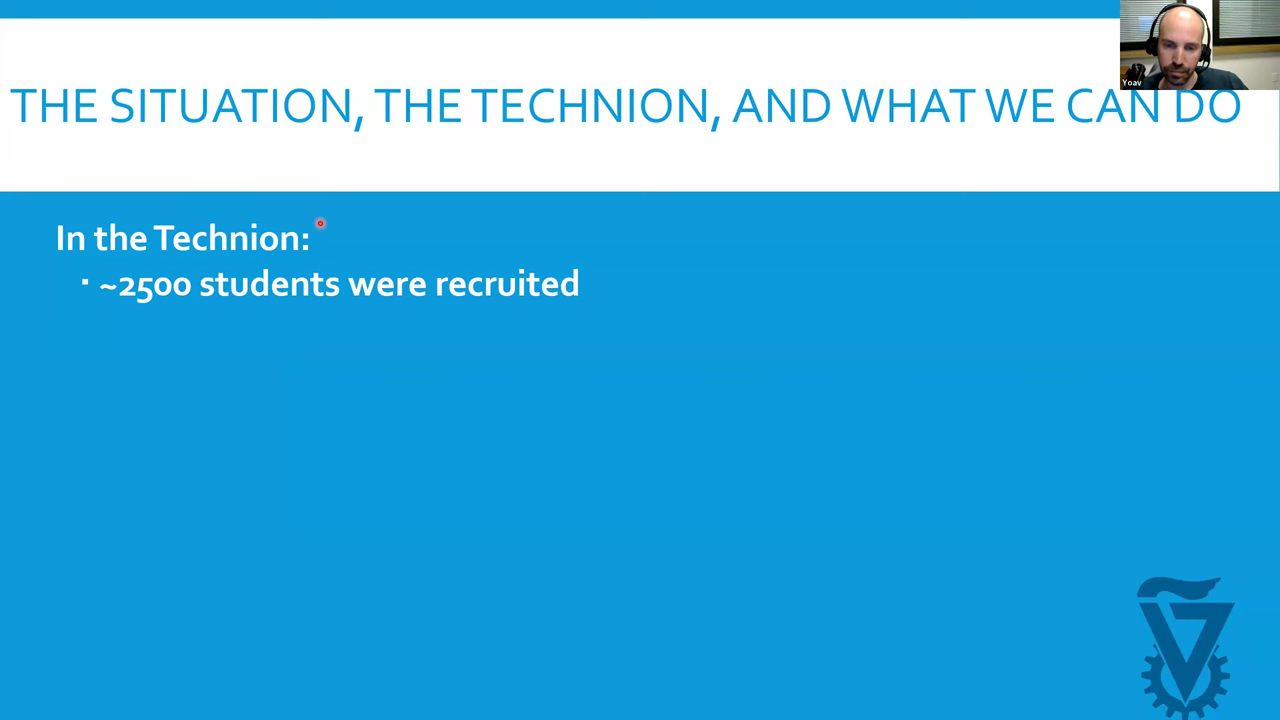 Yoav
THE SITUATION, THE TECHNION, AND WHAT WE CAN DO
In the Technion:
▪ ~2500 students were recruited